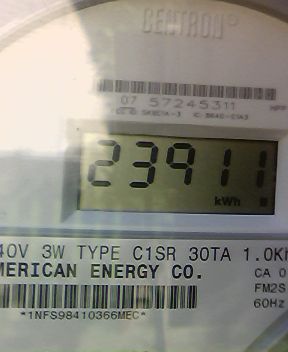 CENTRON®
07 57245311
23911
kWh
40V 3W TYPE C1SR 30TA 1.0Kh
MERICAN ENERGY CO.
CA 0
FM2S
60Hz
*1NFS98410366MEC*